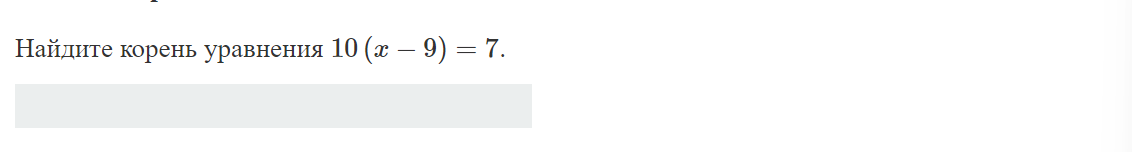 Найдите корень уравнения 10 (x − 9) = 7.